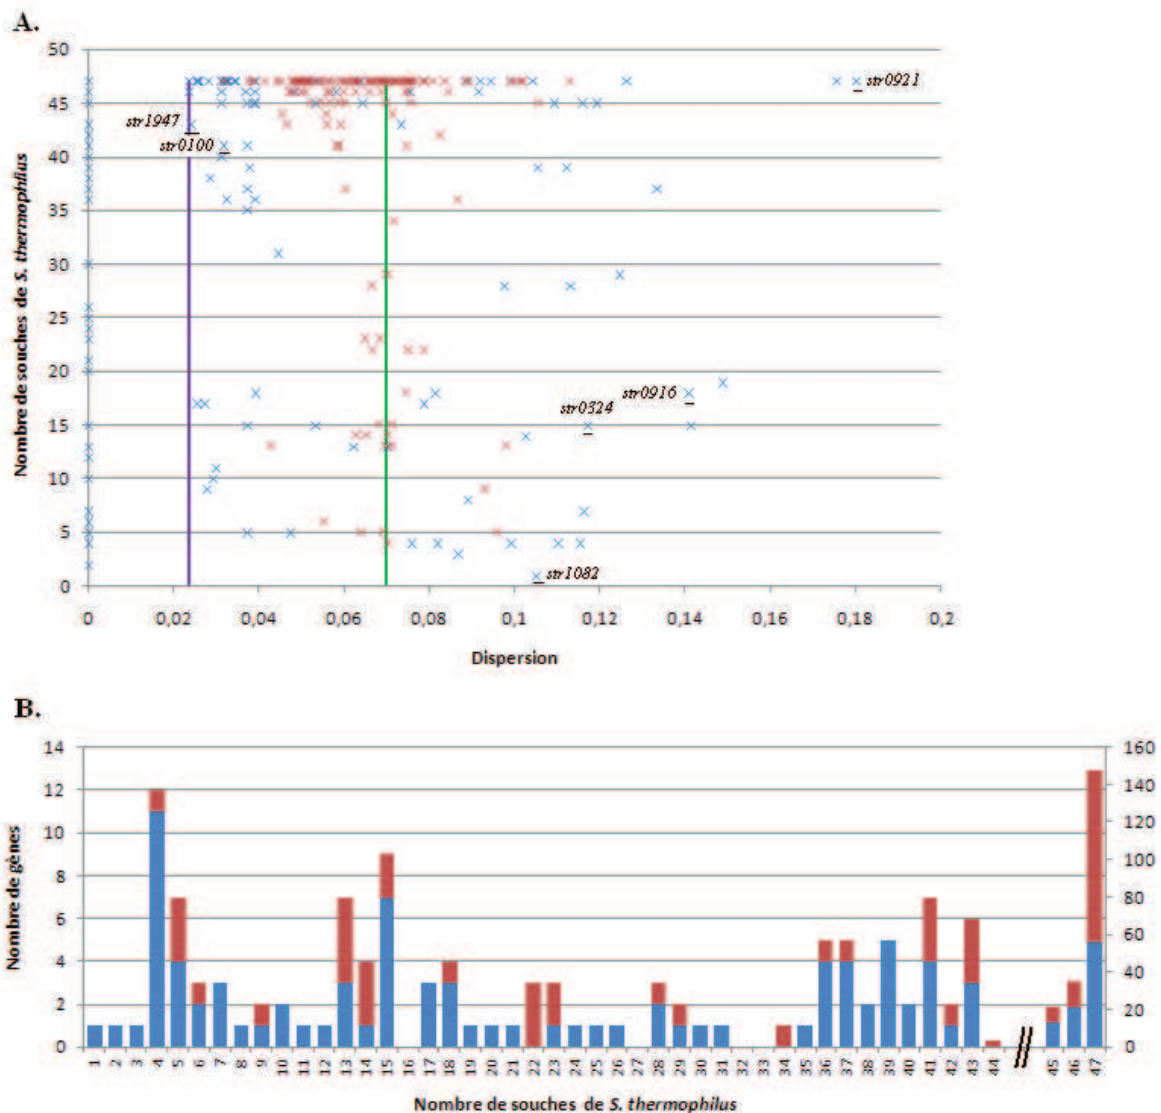 A.
Nombre de souches de S. thermophilus
50
45
40
35
30
25
20
15
10
5
0
str0921
str1947
str0100
str0916
str0324
str1082
0 0,02 0,04 0,06 0,08 0,1 0,12 0,14 0,16 0,18 0,2
Dispersion
B.
Nombre de gènes
14
12
10
8
6
4
2
0
160
140
120
100
80
60
40
20
0
1 2 3 4 5 6 7 8 9 10 11 12 13 14 15 16 17 18 19 20 21 22 23 24 25 26 27 28 29 30 31 32 33 34 35 36 37 38 39 40 41 42 43 44 // 45 46 47
Nombre de souches de S. thermophilus